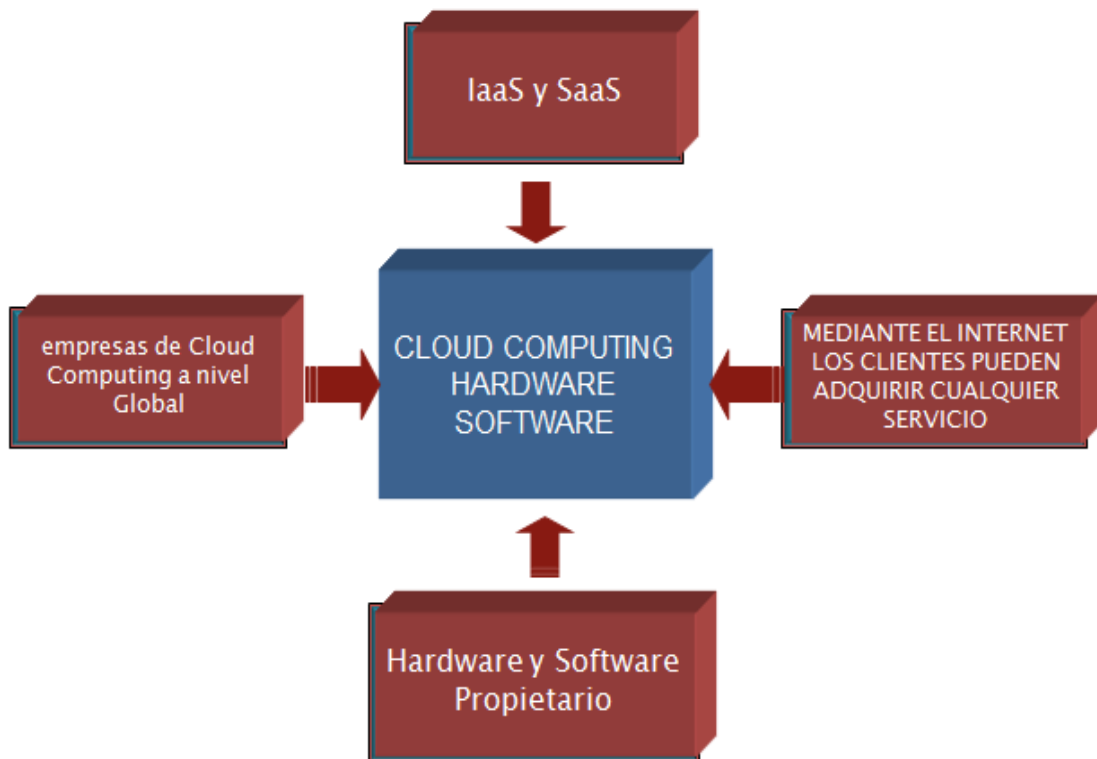 IaaS y SaaS
empresas de Cloud
Computing a nivel
Global
CLOUD COMPUTING
HARDWARE
SOFTWARE
MEDIANTE EL INTERNET
LOS CLIENTES PUEDEN
ADQUIRIR CUALQUIER
SERVICIO
Hardware y Software
Propietario